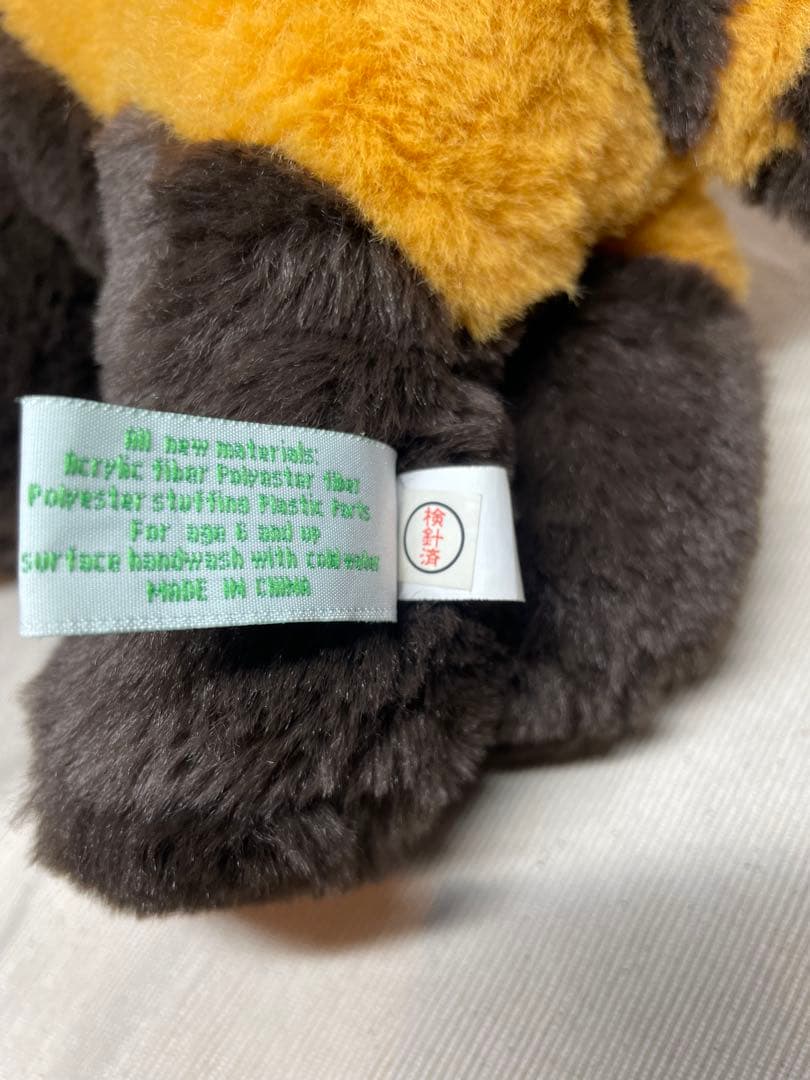 All new materials:
Acrylic fiber Polyester fiber
Polyester stuffing Plastic Parts
For age 6 and up
surface handwash with cold water
MADE IN CHINA
検針済